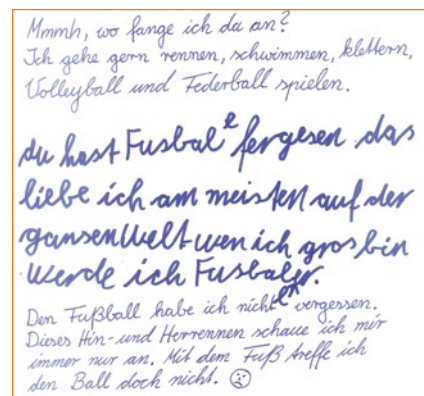 Mmmh, wo fange ich da an?
Ich gehe gern rennen, schwimmen, klettern,
Volleyball und Federball spielen.
du hast Fusbal fergesen das
liebe ich am meisten auf der
gansen Welt wen ich gros bin
werde ich Fusbaler.
Den Fußball habe ich nicht vergessen.
Dieses Hin- und Herrennen schaue ich mir
immer nur an. Mit dem Fuß treffe ich
den Ball doch nicht.